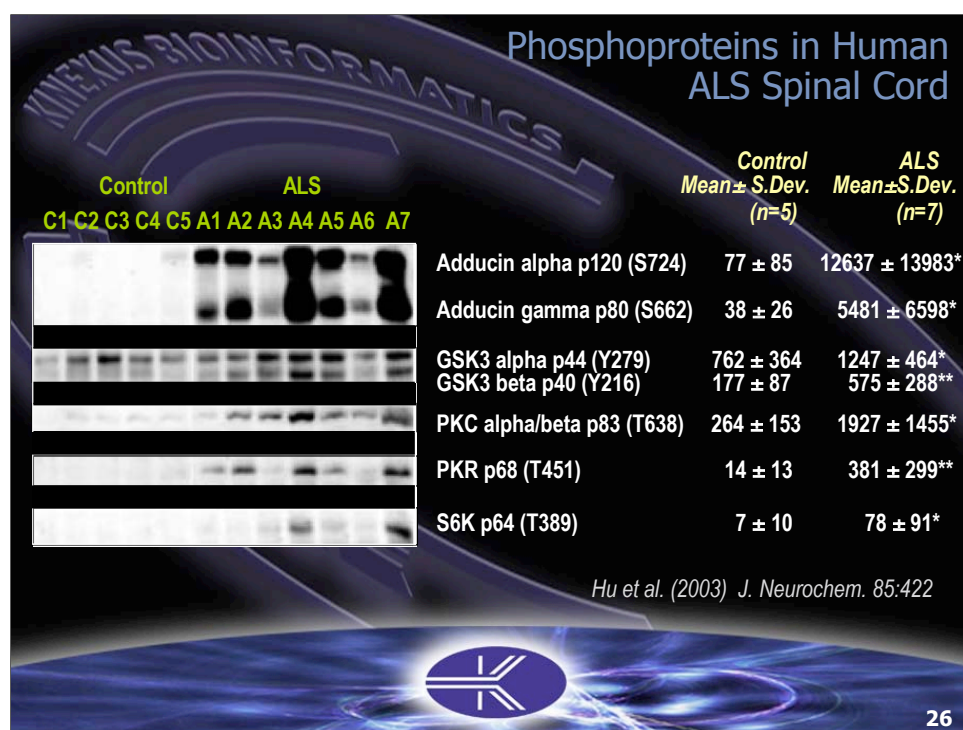 KINEXUS BIOINFORMATICS
Phosphoproteins in Human
ALS Spinal Cord
Control ALS
Mean± S.Dev. Mean±S.Dev.
(n=5) (n=7)
Control ALS
C1 C2 C3 C4 C5 A1 A2 A3 A4 A5 A6 A7
Adducin alpha p120 (S724) 77 ± 85 12637 ± 13983*
Adducin gamma p80 (S662) 38 ± 26 5481 ± 6598*
GSK3 alpha p44 (Y279) 762 ± 364 1247 ± 464*
GSK3 beta p40 (Y216) 177 ± 87 575 ± 288**
PKC alpha/beta p83 (T638) 264 ± 153 1927 ± 1455*
PKR p68 (T451) 14 ± 13 381 ± 299**
S6K p64 (T389) 7 ± 10 78 ± 91*
Hu et al. (2003) J. Neurochem. 85:422
26